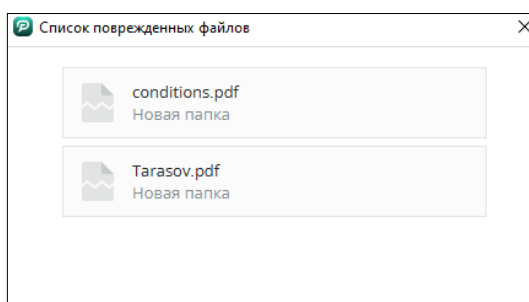 Список поврежденных файлов
conditions.pdf
Новая папка
Tarasov.pdf
Новая папка